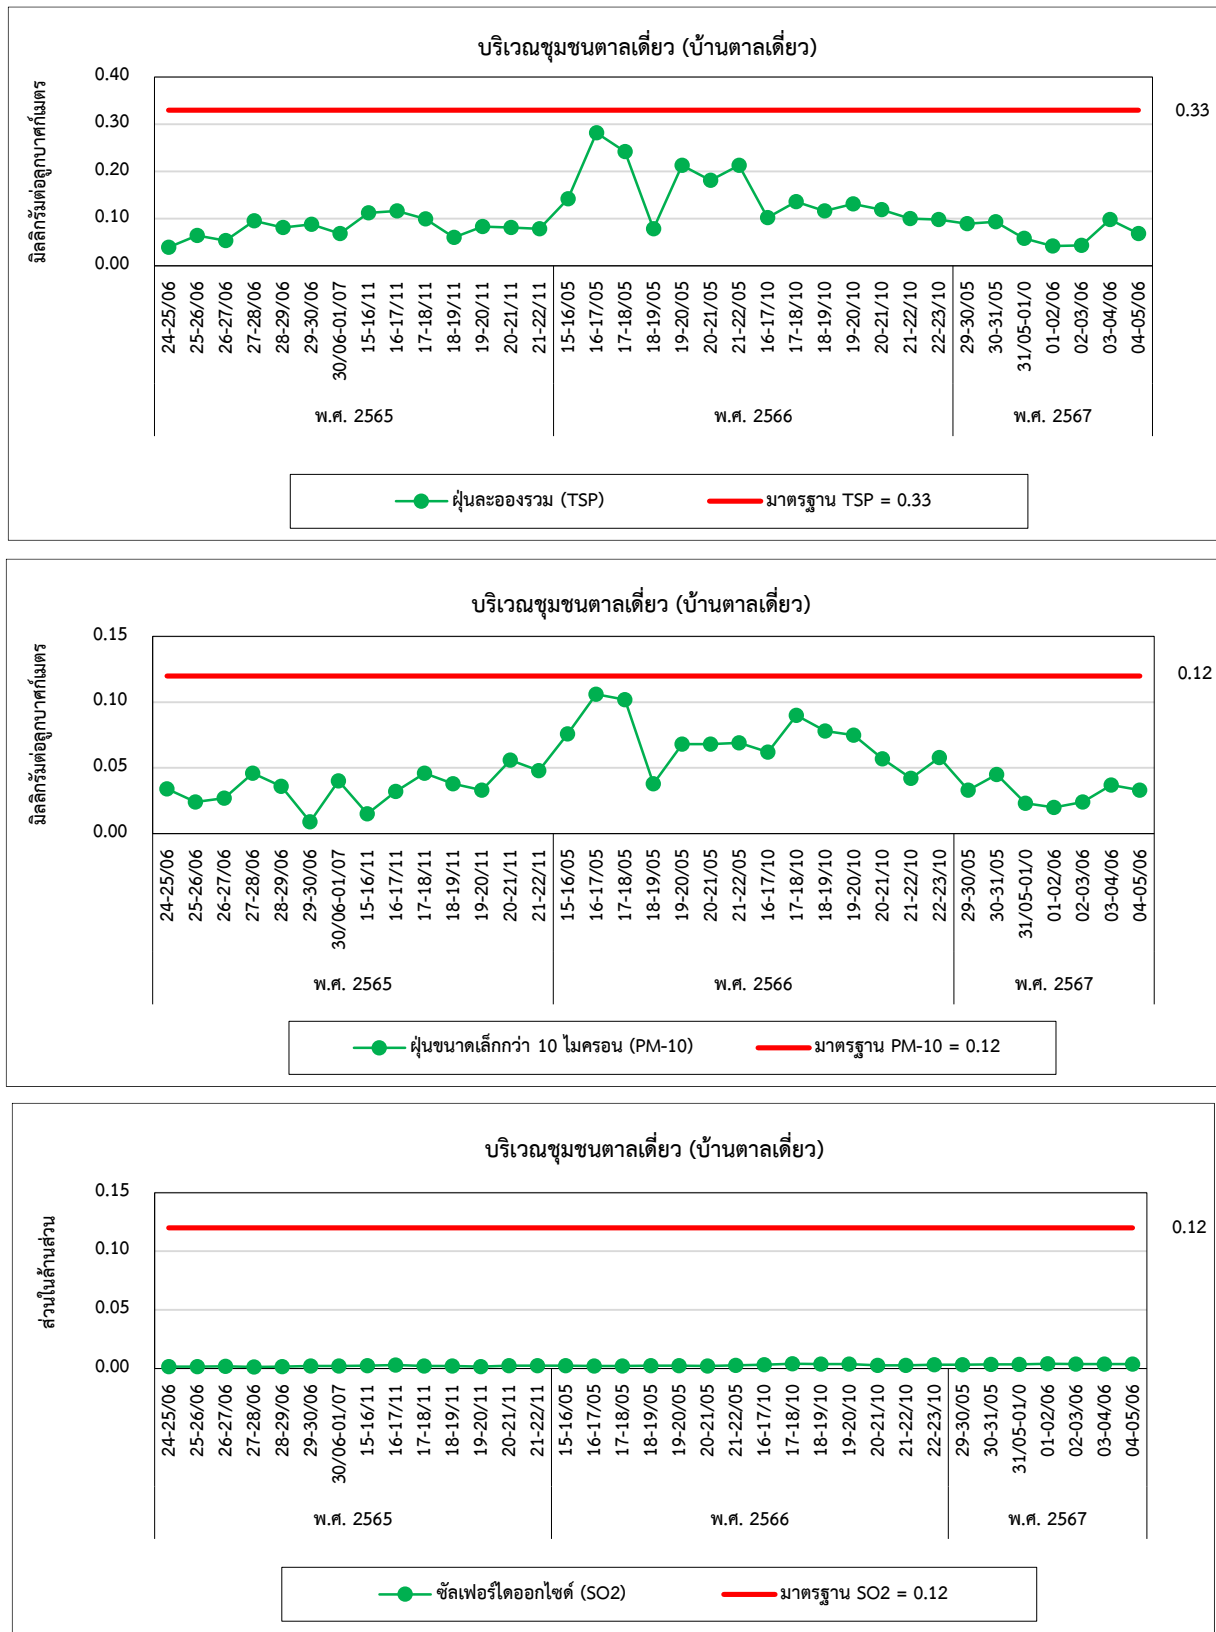 บริเวณชุมชนตาลเดี่ยว (บ้านตาลเดี่ยว)
มิลลิกรัมต่อลูกบาศก์เมตร
0.40
0.30
0.20
0.10
0.00
0.33
24-25/06 25-26/06 26-27/06 27-28/06 28-29/06 29-30/06 30/06-01/07 15-16/11 16-17/11 17-18/11 18-19/11 19-20/11 20-21/11 21-22/11 15-16/05 16-17/05 17-18/05 18-19/05 19-20/05 20-21/05 21-22/05 16-17/10 17-18/10 18-19/10 19-20/10 20-21/10 21-22/10 22-23/10 29-30/05 30-31/05 31/05-01/0 01-02/06 02-03/06 03-04/06 04-05/06
พ.ศ. 2565 พ.ศ. 2566 พ.ศ. 2567
ฝุ่นละอองรวม (TSP) มาตรฐาน TSP = 0.33
บริเวณชุมชนตาลเดี่ยว (บ้านตาลเดี่ยว)
มิลลิกรัมต่อลูกบาศก์เมตร
0.15
0.10
0.05
0.00
0.12
24-25/06 25-26/06 26-27/06 27-28/06 28-29/06 29-30/06 30/06-01/07 15-16/11 16-17/11 17-18/11 18-19/11 19-20/11 20-21/11 21-22/11 15-16/05 16-17/05 17-18/05 18-19/05 19-20/05 20-21/05 21-22/05 16-17/10 17-18/10 18-19/10 19-20/10 20-21/10 21-22/10 22-23/10 29-30/05 30-31/05 31/05-01/0 01-02/06 02-03/06 03-04/06 04-05/06
พ.ศ. 2565 พ.ศ. 2566 พ.ศ. 2567
ฝุ่นขนาดเล็กกว่า 10 ไมครอน (PM-10) มาตรฐาน PM-10 = 0.12
บริเวณชุมชนตาลเดี่ยว (บ้านตาลเดี่ยว)
ส่วนในล้านส่วน
0.15
0.10
0.05
0.00
0.12
24-25/06 25-26/06 26-27/06 27-28/06 28-29/06 29-30/06 30/06-01/07 15-16/11 16-17/11 17-18/11 18-19/11 19-20/11 20-21/11 21-22/11 15-16/05 16-17/05 17-18/05 18-19/05 19-20/05 20-21/05 21-22/05 16-17/10 17-18/10 18-19/10 19-20/10 20-21/10 21-22/10 22-23/10 29-30/05 30-31/05 31/05-01/0 01-02/06 02-03/06 03-04/06 04-05/06
พ.ศ. 2565 พ.ศ. 2566 พ.ศ. 2567
ซัลเฟอร์ไดออกไซด์ (SO2) มาตรฐาน SO2 = 0.12